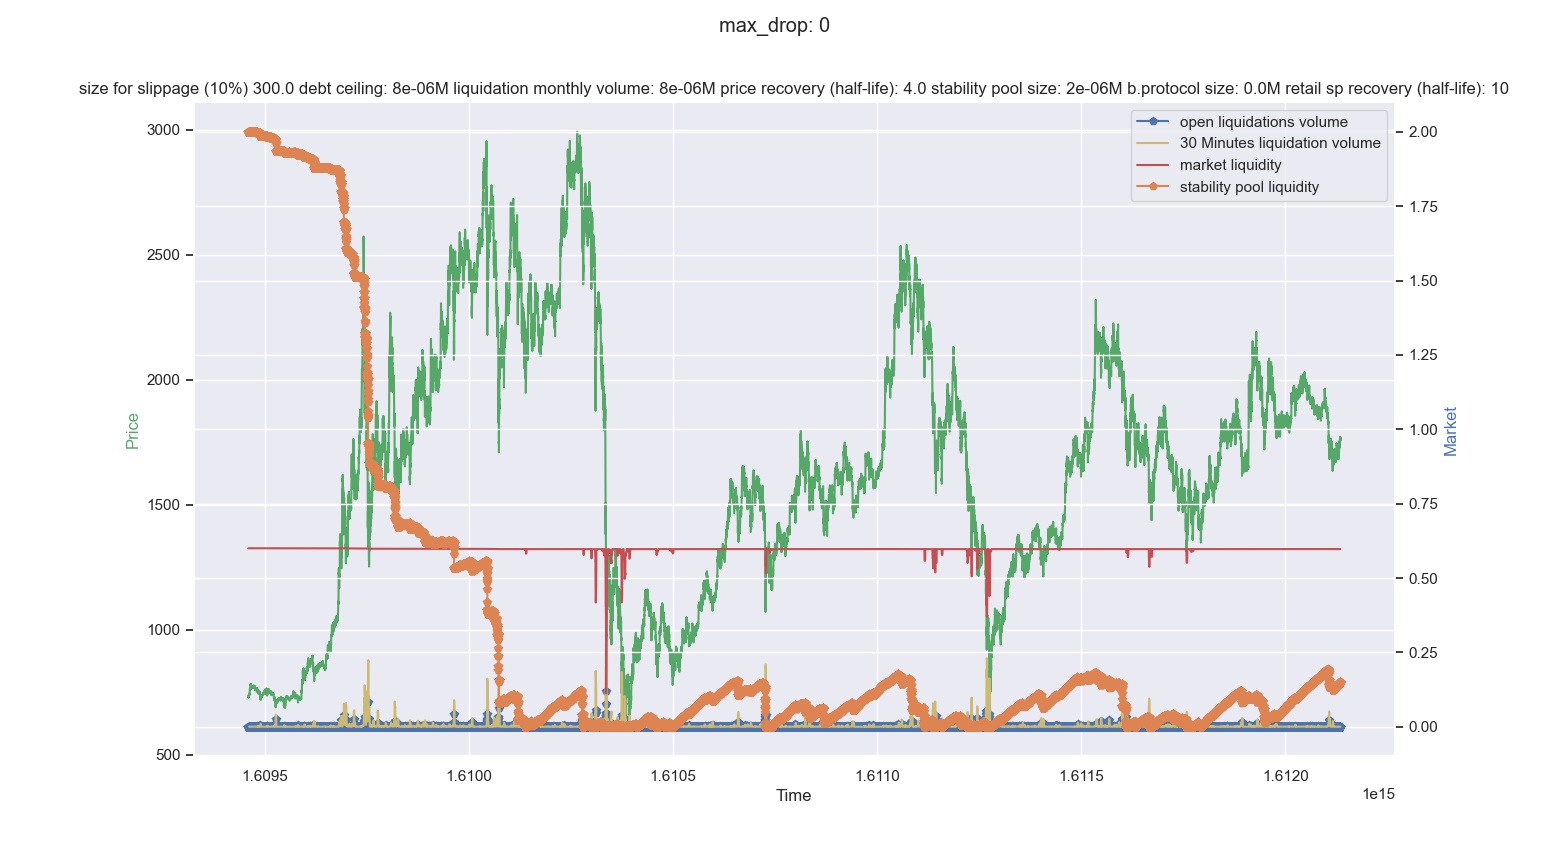 max_drop: 0
size for slippage (10%) 300.0 debt ceiling: 8e-06M liquidation monthly volume: 8e-06M price recovery (half-life): 4.0 stability pool size: 2e-06M b.protocol size: 0.0M retail sp recovery (half-life): 10
open liquidations volume
30 Minutes liquidation volume
market liquidity
stability pool liquidity
3000
2500
2000
1500
1000
500
Price
2.00
1.75
1.50
1.25
1.00
0.75
0.50
0.25
0.00
Market
1.6095 1.6100 1.6105 1.6110 1.6115 1.6120
Time
1e15